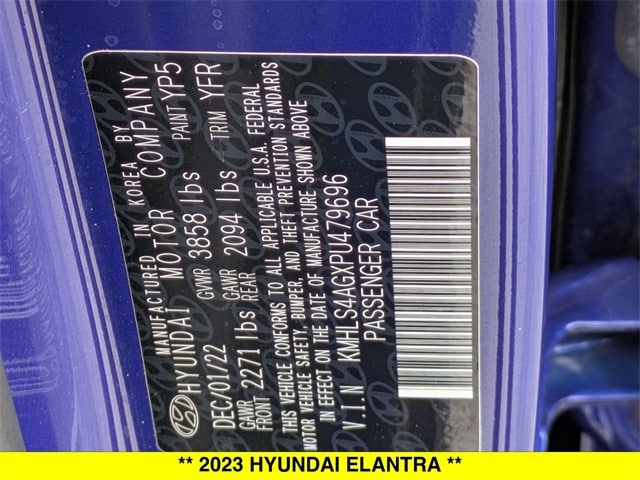 MANUFACTURED IN KOREA BY
HYUNDAI MOTOR COMPANY
DEC/01/22 GAWR 3858 lbs PAINT YP5
GAWR FRONT 2271 lbs REAR 2094 lbs TRIM YFR
THIS VEHICLE CONFORMS TO ALL APPLICABLE U.S.A. FEDERAL
MOTOR VEHICLE SAFETY, BUMPER, AND THEFT PREVENTION STANDARDS
IN EFFECT ON THE DATE OF MANUFACTURE SHOWN ABOVE
V.I.N KMHLS4AGXPU479696
PASSENGER CAR
** 2023 HYUNDAI ELANTRA **